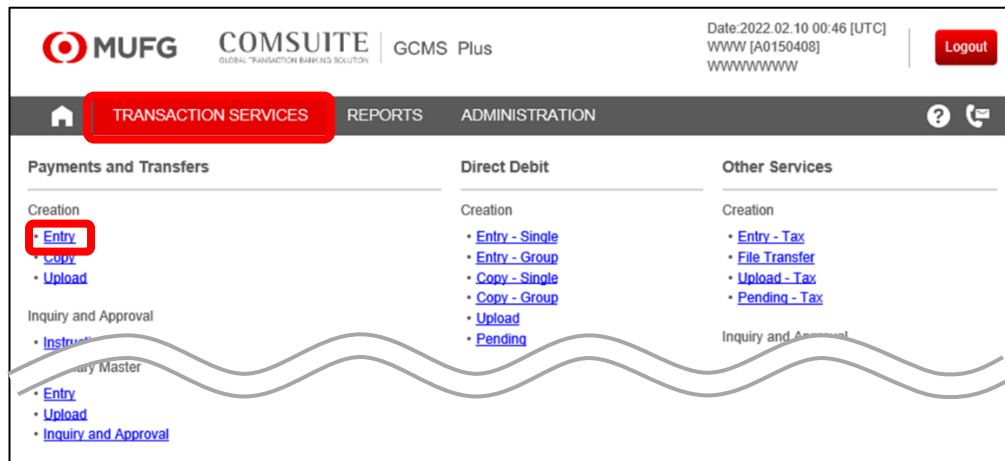 MUFG
COMSUITE
GLOBAL TRANSACTION BANKING SOLUTION
GCMS Plus
Date:2022.02.10 00:46 [UTC]
WWW [A0150408]
WWWWWWWW
Logout
TRANSACTION SERVICES
REPORTS
ADMINISTRATION
?
Payments and Transfers
Creation
• Entry
• Copy
• Upload
Inquiry and Approval
Master
• Entry
• Upload
• Inquiry and Approval
Direct Debit
Creation
• Entry - Single
• Entry - Group
• Copy - Single
• Copy - Group
• Upload
• Pending
Other Services
Creation
• Entry - Tax
• File Transfer
• Upload - Tax
• Pending - Tax
Inquiry and Approval